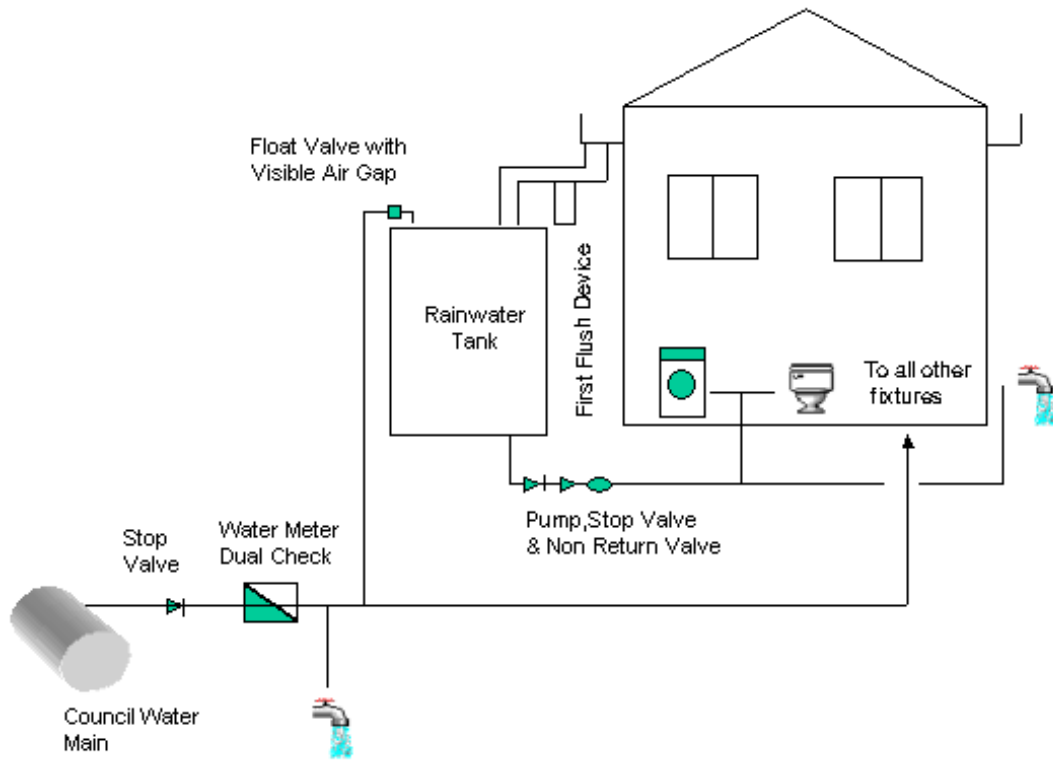 Float Valve with
Visible Air Gap
Rainwater
Tank
First Flush Device
To all other
fixtures
Pump,Stop Valve
& Non Return Valve
Water Meter
Dual Check
Stop
Valve
Council Water
Main